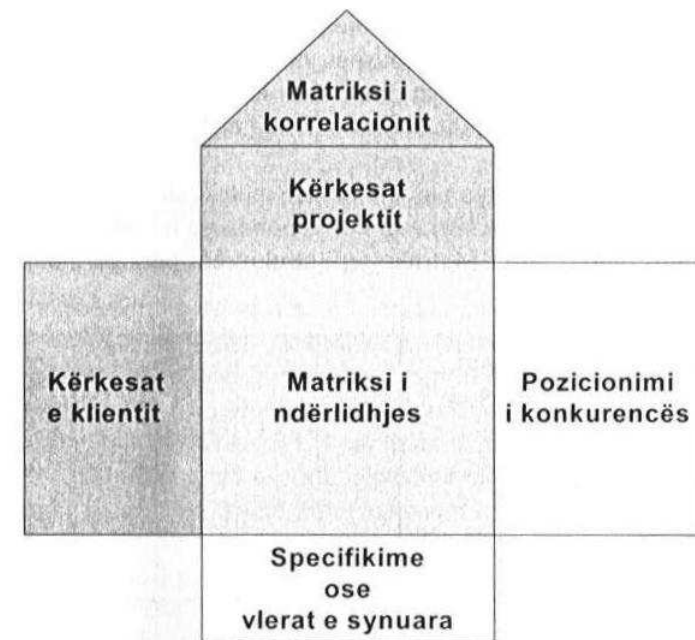 Matriksi i
korrelacionit
Kërkesat
projektit
Kërkesat
e klientit
Matriksi i
ndërlidhjes
Pozicionimi
i konkurencës
Specifikime
ose
vlerat e synuara